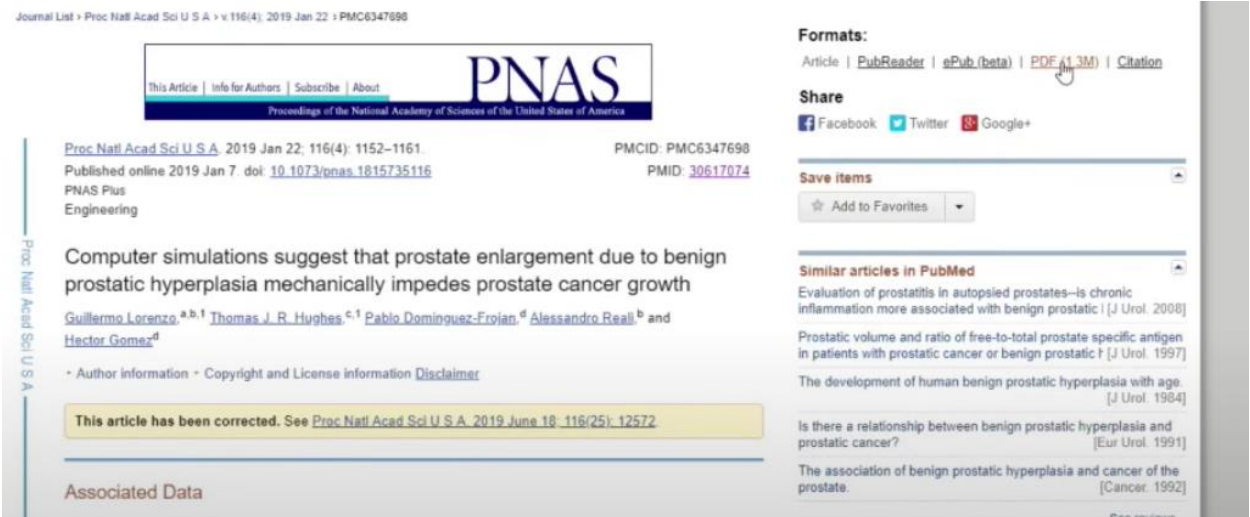 Journal List > Proc Natl Acad Sci U S A > v.116(4); 2019 Jan 22 > PMC6347698
This Article | Info for Authors | Subscribe | About
PNAS
Proceedings of the National Academy of Sciences of the United States of America
Proc Natl Acad Sci U S A. 2019 Jan 22; 116(4): 1152–1161.
PMCID: PMC6347698
Published online 2019 Jan 7. doi: 10.1073/pnas.1815735116
PMID: 30617074
PNAS Plus
Engineering
Computer simulations suggest that prostate enlargement due to benign
prostatic hyperplasia mechanically impedes prostate cancer growth
Guillermo Lorenzo,a,b,1 Thomas J. R. Hughes,c,1 Pablo Dominguez-Frojan,d Alessandro Reali,b and
Hector Gomezd
Author information Copyright and License information Disclaimer
This article has been corrected. See Proc Natl Acad Sci U S A. 2019 June 18; 116(25): 12572.
Associated Data
Proc Natl Acad Sci U S A
Formats:
Article | PubReader | ePub (beta) | PDF (1.3M) | Citation
Share
Facebook Twitter Google+
Save items
Add to Favorites
Similar articles in PubMed
Evaluation of prostatitis in autopsied prostates--is chronic
inflammation more associated with benign prostatic [J Urol. 2008]
Prostatic volume and ratio of free-to-total prostate specific antigen
in patients with prostatic cancer or benign prostatic [J Urol. 1997]
The development of human benign prostatic hyperplasia with age.
[J Urol. 1984]
Is there a relationship between benign prostatic hyperplasia and
prostatic cancer? [Eur Urol. 1991]
The association of benign prostatic hyperplasia and cancer of the
prostate. [Cancer. 1992]